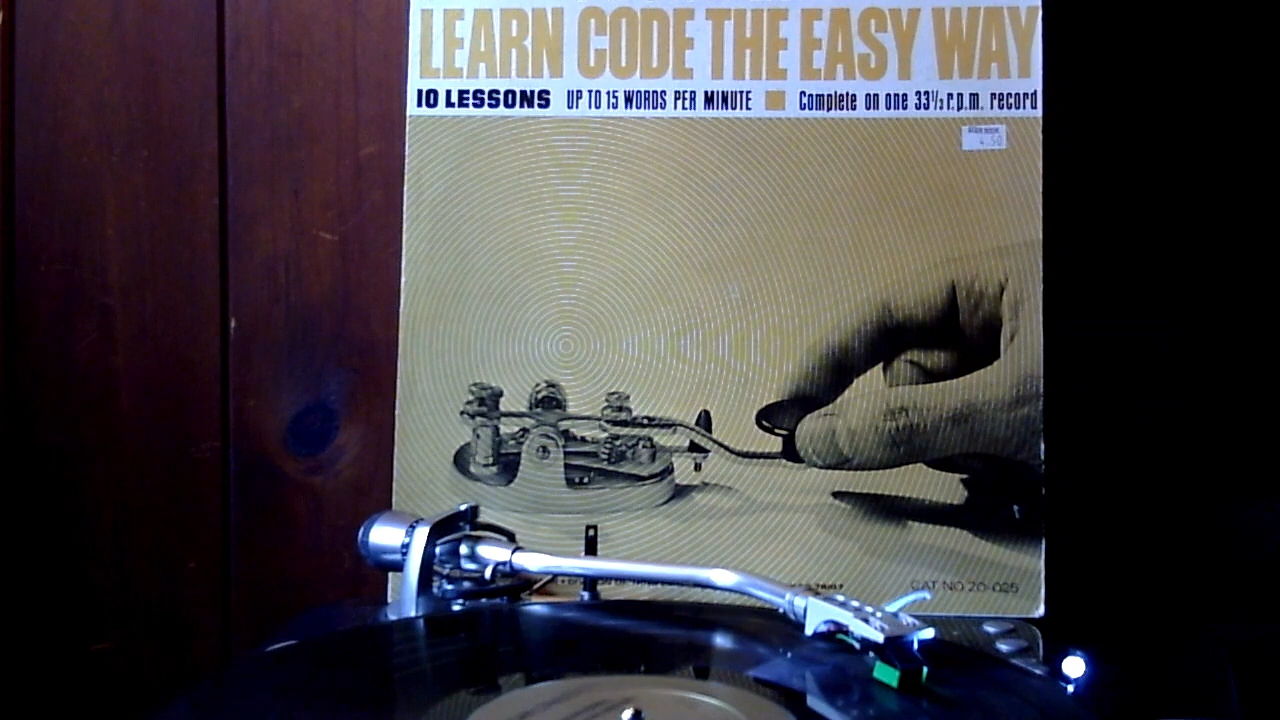 LEARN CODE THE EASY WAY
10 LESSONS UP TO 15 WORDS PER MINUTE Complete on one 33⅓ r.p.m. record
4.50
CAT. NO. 20-025